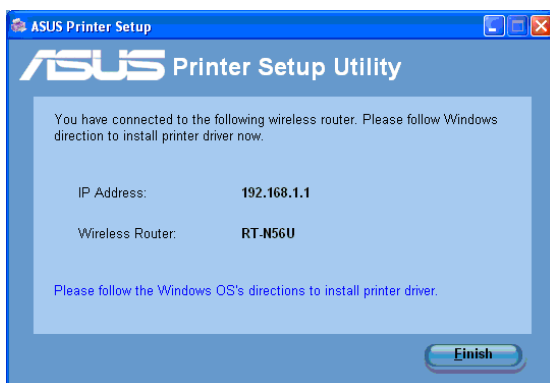 ASUS Printer Setup
ASUS Printer Setup Utility
You have connected to the following wireless router. Please follow Windows
direction to install printer driver now.
IP Address: 192.168.1.1
Wireless Router: RT-N56U
Please follow the Windows OS's directions to install printer driver.
Finish